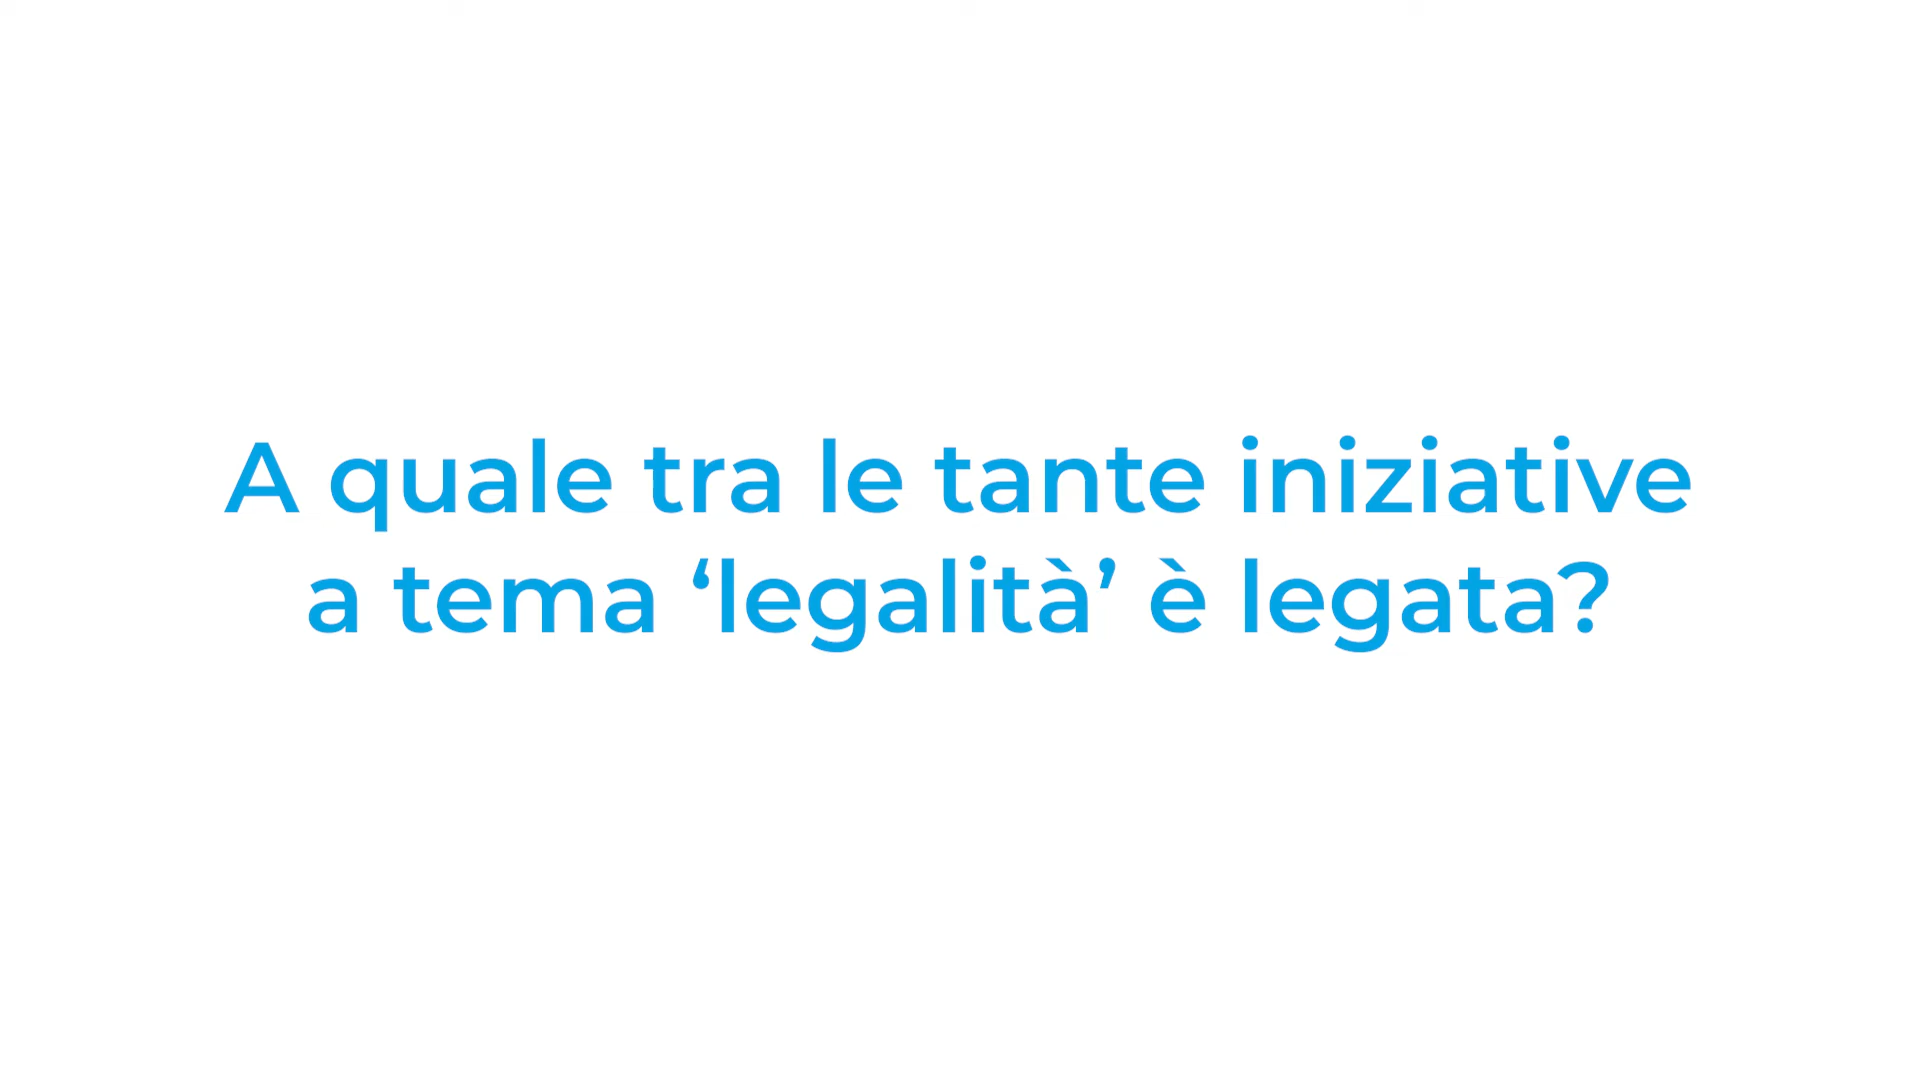 A quale tra le tante iniziative
a tema ‘legalità’ è legata?